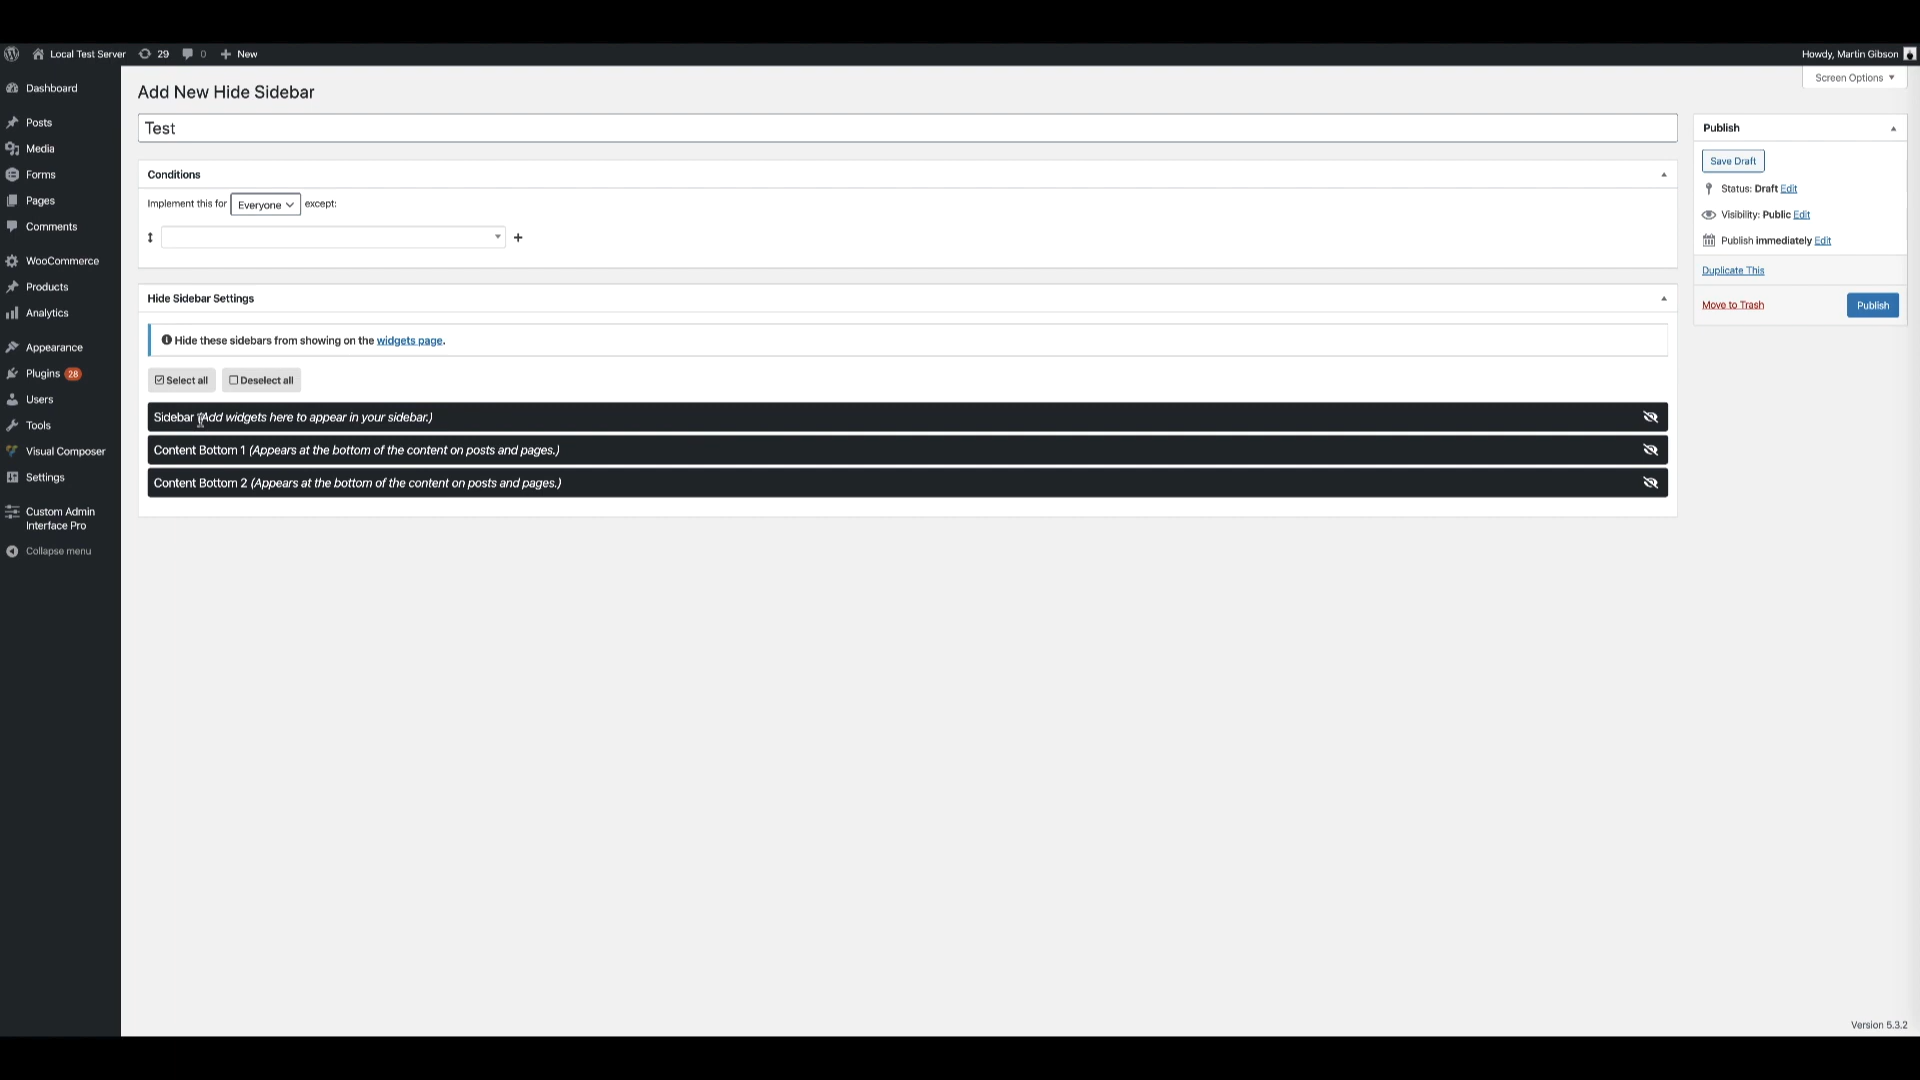 Local Test Server 29 0 New
Howdy, Martin Gibson
Screen Options
Dashboard
Posts
Media
Forms
Pages
Comments
WooCommerce
Products
Analytics
Appearance
Plugins 28
Users
Tools
Visual Composer
Settings
Custom Admin
Interface Pro
Collapse menu
Add New Hide Sidebar
Test
Conditions
Implement this for Everyone except:
Hide Sidebar Settings
Hide these sidebars from showing on the widgets page.
Select all Deselect all
Sidebar (Add widgets here to appear in your sidebar.)
Content Bottom 1 (Appears at the bottom of the content on posts and pages.)
Content Bottom 2 (Appears at the bottom of the content on posts and pages.)
Publish
Save Draft
Status: Draft Edit
Visibility: Public Edit
Publish immediately Edit
Duplicate This
Move to Trash
Publish
Version 5.3.2